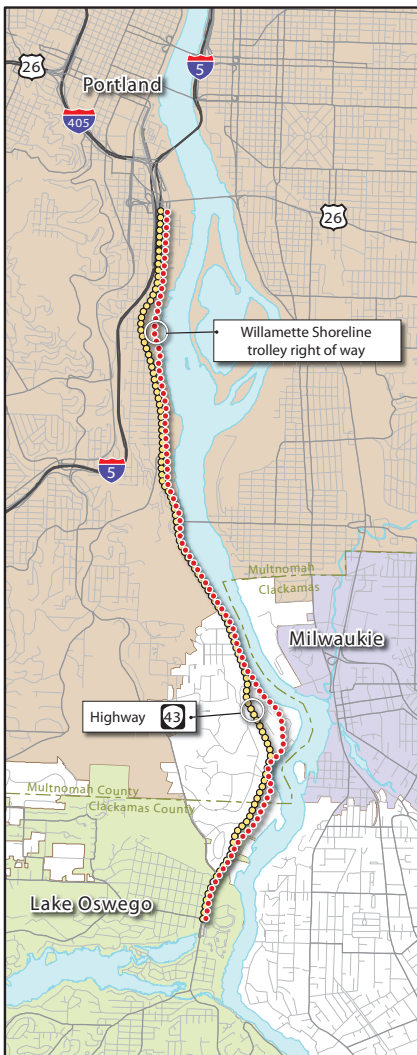 26
Portland
5
405
26
Willamette Shoreline
trolley right of way
5
Multnomah
Clackamas
Milwaukie
Highway 43
Multnomah County
Clackamas County
Lake Oswego